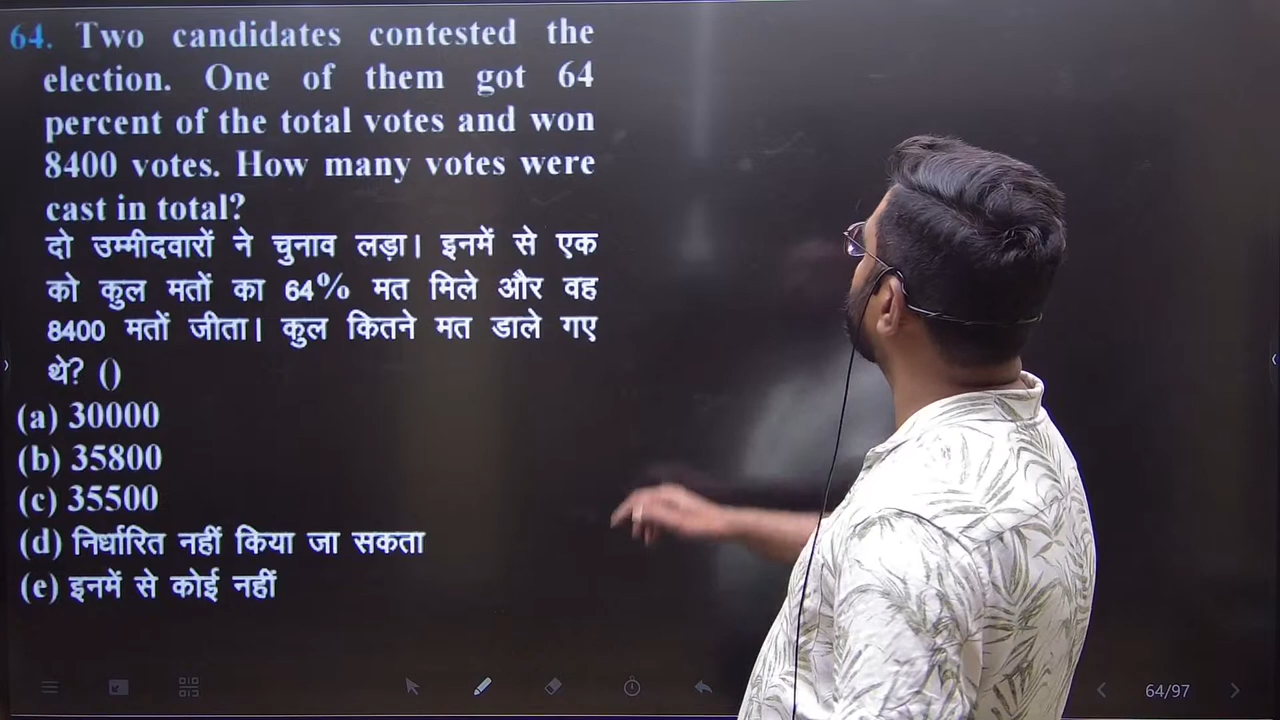 64. Two candidates contested the
election. One of them got 64
percent of the total votes and won
8400 votes. How many votes were
cast in total?
दो उम्मीदवारों ने चुनाव लड़ा। इनमें से एक
को कुल मतों का 64% मत मिले और वह
8400 मतों जीता। कुल कितने मत डाले गए
थे? ()
(a) 30000
(b) 35800
(c) 35500
(d) निर्धारित नहीं किया जा सकता
(e) इनमें से कोई नहीं
64/97